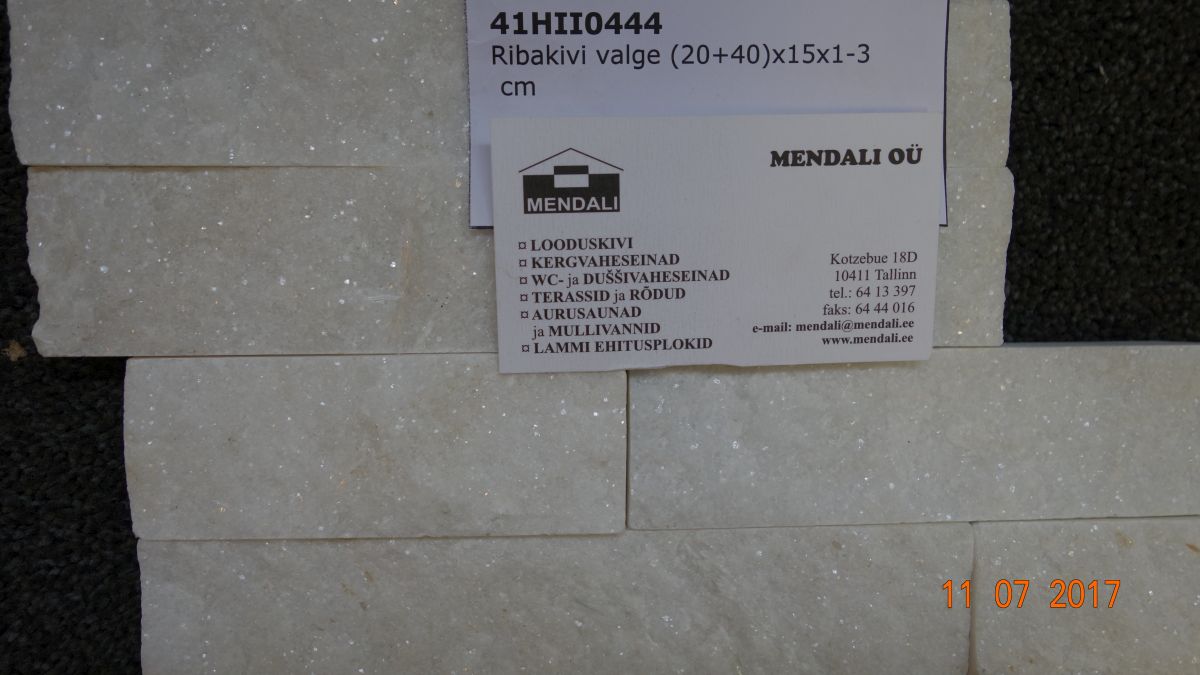 41HII0444
Ribakivi valge (20+40)x15x1-3
cm
MENDALI
MENDALI OÜ
¤ LOODUSKIVI
¤ KERGVAHESEINAD
¤ WC- ja DUŠŠIVAHESEINAD
¤ TERASSID ja RÕDUD
¤ AURUSAUNAD
ja MULLIVANNID
¤ LAMMI EHITUSPLOKID
Kotzebue 18D
10411 Tallinn
tel.: 64 13 397
faks: 64 44 016
e-mail: mendali@mendali.ee
www.mendali.ee
11 07 2017